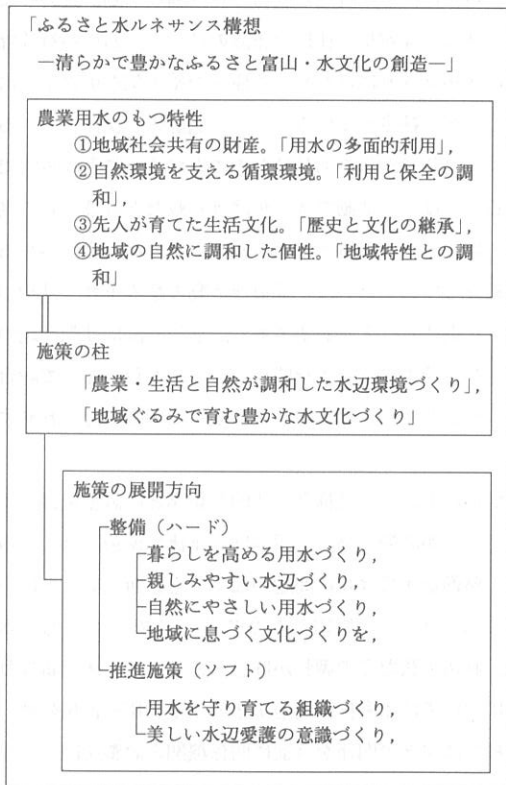 「ふるさと水ルネサンス構想
―清らかで豊かなふるさと富山・水文化の創造―」
農業用水のもつ特性
①地域社会共有の財産。「用水の多面的利用」,
②自然環境を支える循環環境。「利用と保全の調
和」,
③先人が育てた生活文化。「歴史と文化の継承」,
④地域の自然に調和した個性。「地域特性との調
和」
施策の柱
「農業・生活と自然が調和した水辺環境づくり」,
「地域ぐるみで育む豊かな水文化づくり」
施策の展開方向
整備（ハード）
暮らしを高める用水づくり,
親しみやすい水辺づくり,
自然にやさしい用水づくり,
地域に息づく文化づくりを,
推進施策（ソフト）
用水を守り育てる組織づくり,
美しい水辺愛護の意識づくり,